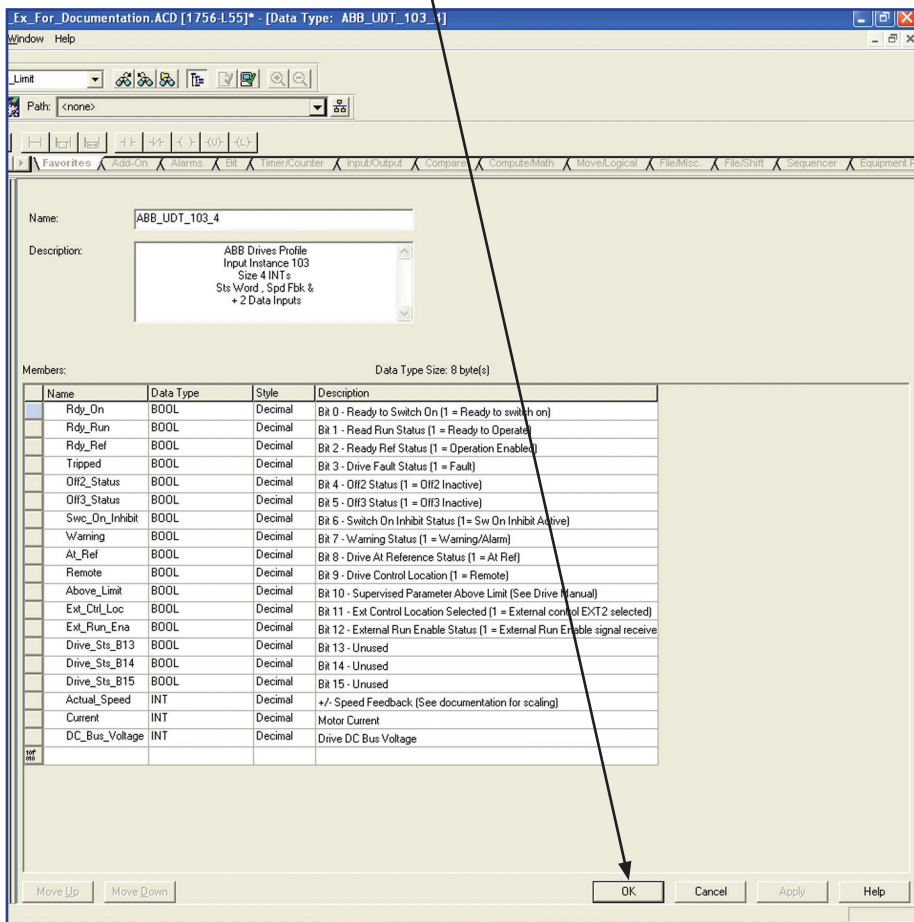 _Ex_For_Documentation.ACD [1756-L55]* - [Data Type: ABB_UDT_103_4]
Window Help
_Limit
Path: <none>
Favorites Add-On Alarms Bit Timer/Counter Input/Output Compare Compute/Math Move/Logical File/Misc. File/Shift Sequencer Equipment P
Name: ABB_UDT_103_4
Description: ABB Drives Profile
Input Instance 103
Size 4 INTs
Sts Word , Spd Fbk &
+ 2 Data Inputs
Members: Data Type Size: 8 byte(s)
Name Data Type Style Description
Rdy_On BOOL Decimal Bit 0 - Ready to Switch On (1 = Ready to switch on)
Rdy_Run BOOL Decimal Bit 1 - Read Run Status (1 = Ready to Operate)
Rdy_Ref BOOL Decimal Bit 2 - Ready Ref Status (1 = Operation Enabled)
Tripped BOOL Decimal Bit 3 - Drive Fault Status (1 = Fault)
Off2_Status BOOL Decimal Bit 4 - Off2 Status (1 = Off2 Inactive)
Off3_Status BOOL Decimal Bit 5 - Off3 Status (1 = Off3 Inactive)
Swc_On_Inhibit BOOL Decimal Bit 6 - Switch On Inhibit Status (1= Sw On Inhibit Active)
Warning BOOL Decimal Bit 7 - Warning Status (1 = Warning/Alarm)
At_Ref BOOL Decimal Bit 8 - Drive At Reference Status (1 = At Ref)
Remote BOOL Decimal Bit 9 - Drive Control Location (1 = Remote)
Above_Limit BOOL Decimal Bit 10 - Supervised Parameter Above Limit (See Drive Manual)
Ext_Ctrl_Loc BOOL Decimal Bit 11 - Ext Control Location Selected (1 = External control EXT2 selected)
Ext_Run_Ena BOOL Decimal Bit 12 - External Run Enable Status (1 = External Run Enable signal receive
Drive_Sts_B13 BOOL Decimal Bit 13 - Unused
Drive_Sts_B14 BOOL Decimal Bit 14 - Unused
Drive_Sts_B15 BOOL Decimal Bit 15 - Unused
Actual_Speed INT Decimal +/- Speed Feedback (See documentation for scaling)
Current INT Decimal Motor Current
DC_Bus_Voltage INT Decimal Drive DC Bus Voltage
Move Up Move Down OK Cancel Apply Help